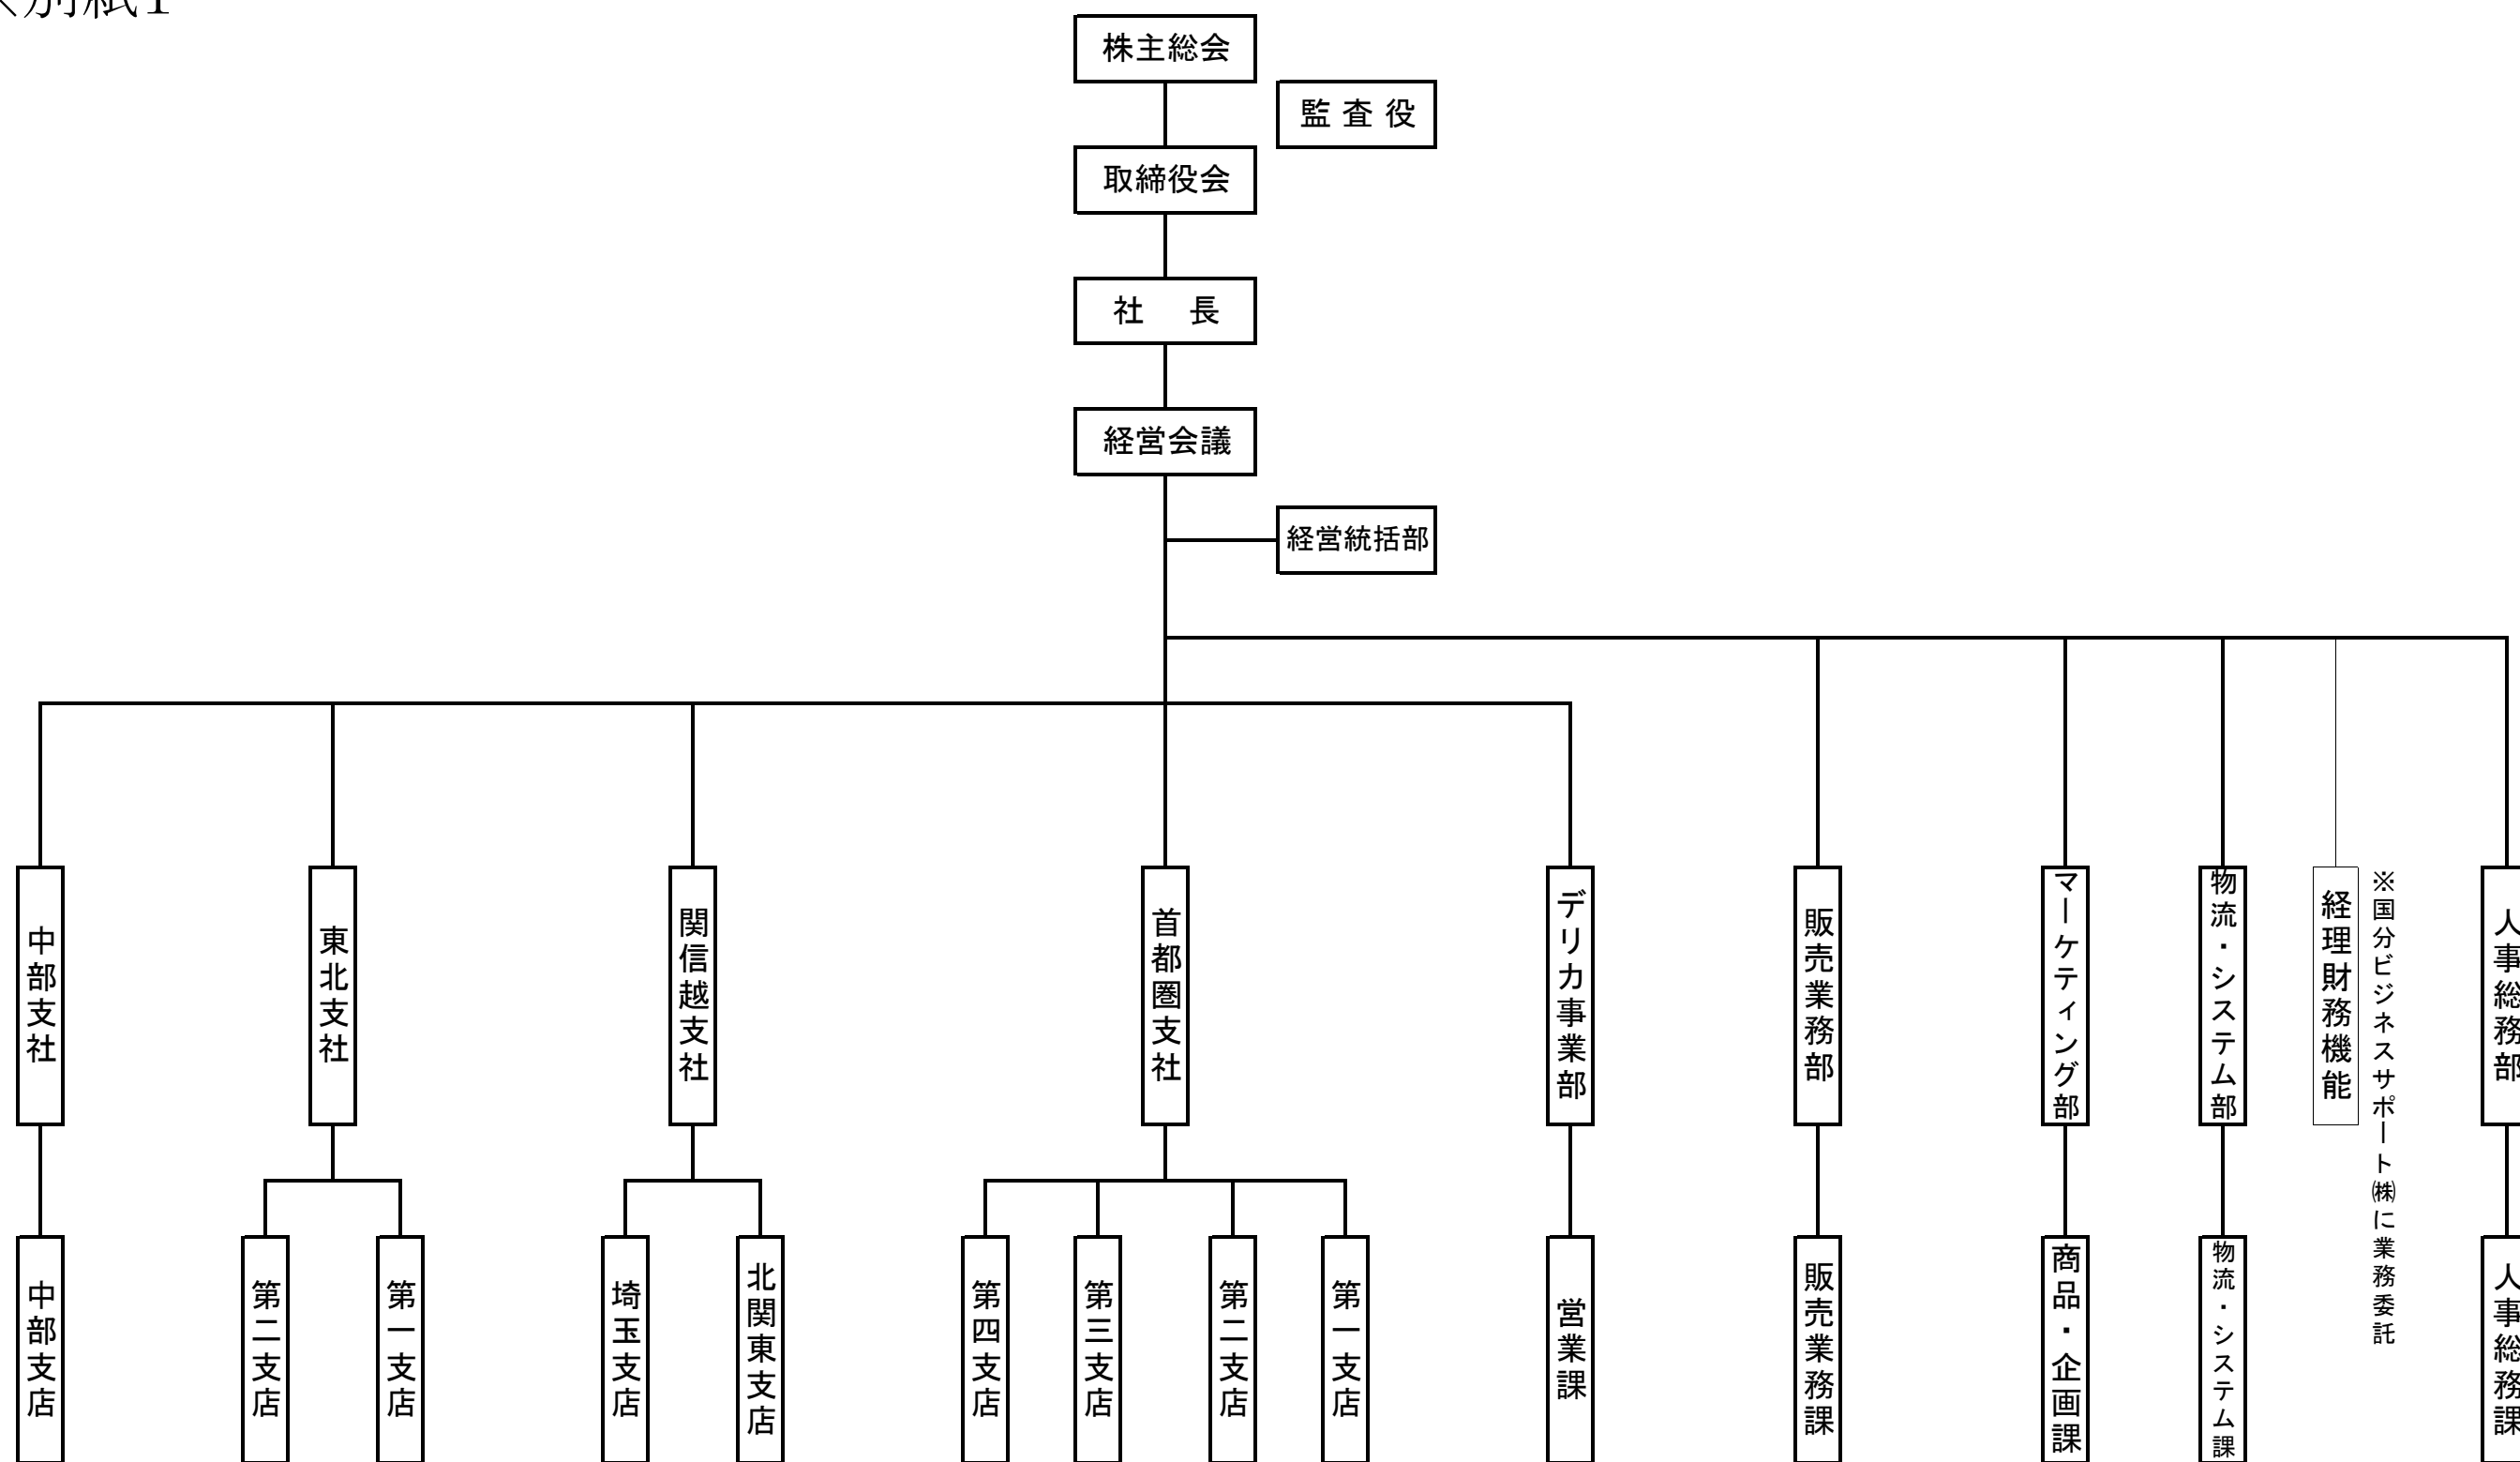 別紙1
株主総会
監査役
取締役会
社　長
経営会議
経営統括部
中部支社
東北支社
関信越支社
首都圏支社
デリカ事業部
販売業務部
マーケティング部
物流・システム部
経理財務機能
※国分ビジネスサポート㈱に業務委託
人事総務部
中部支店
第二支店
第一支店
埼玉支店
北関東支店
第四支店
第三支店
第二支店
第一支店
営業課
販売業務課
商品・企画課
物流・システム課
人事総務課